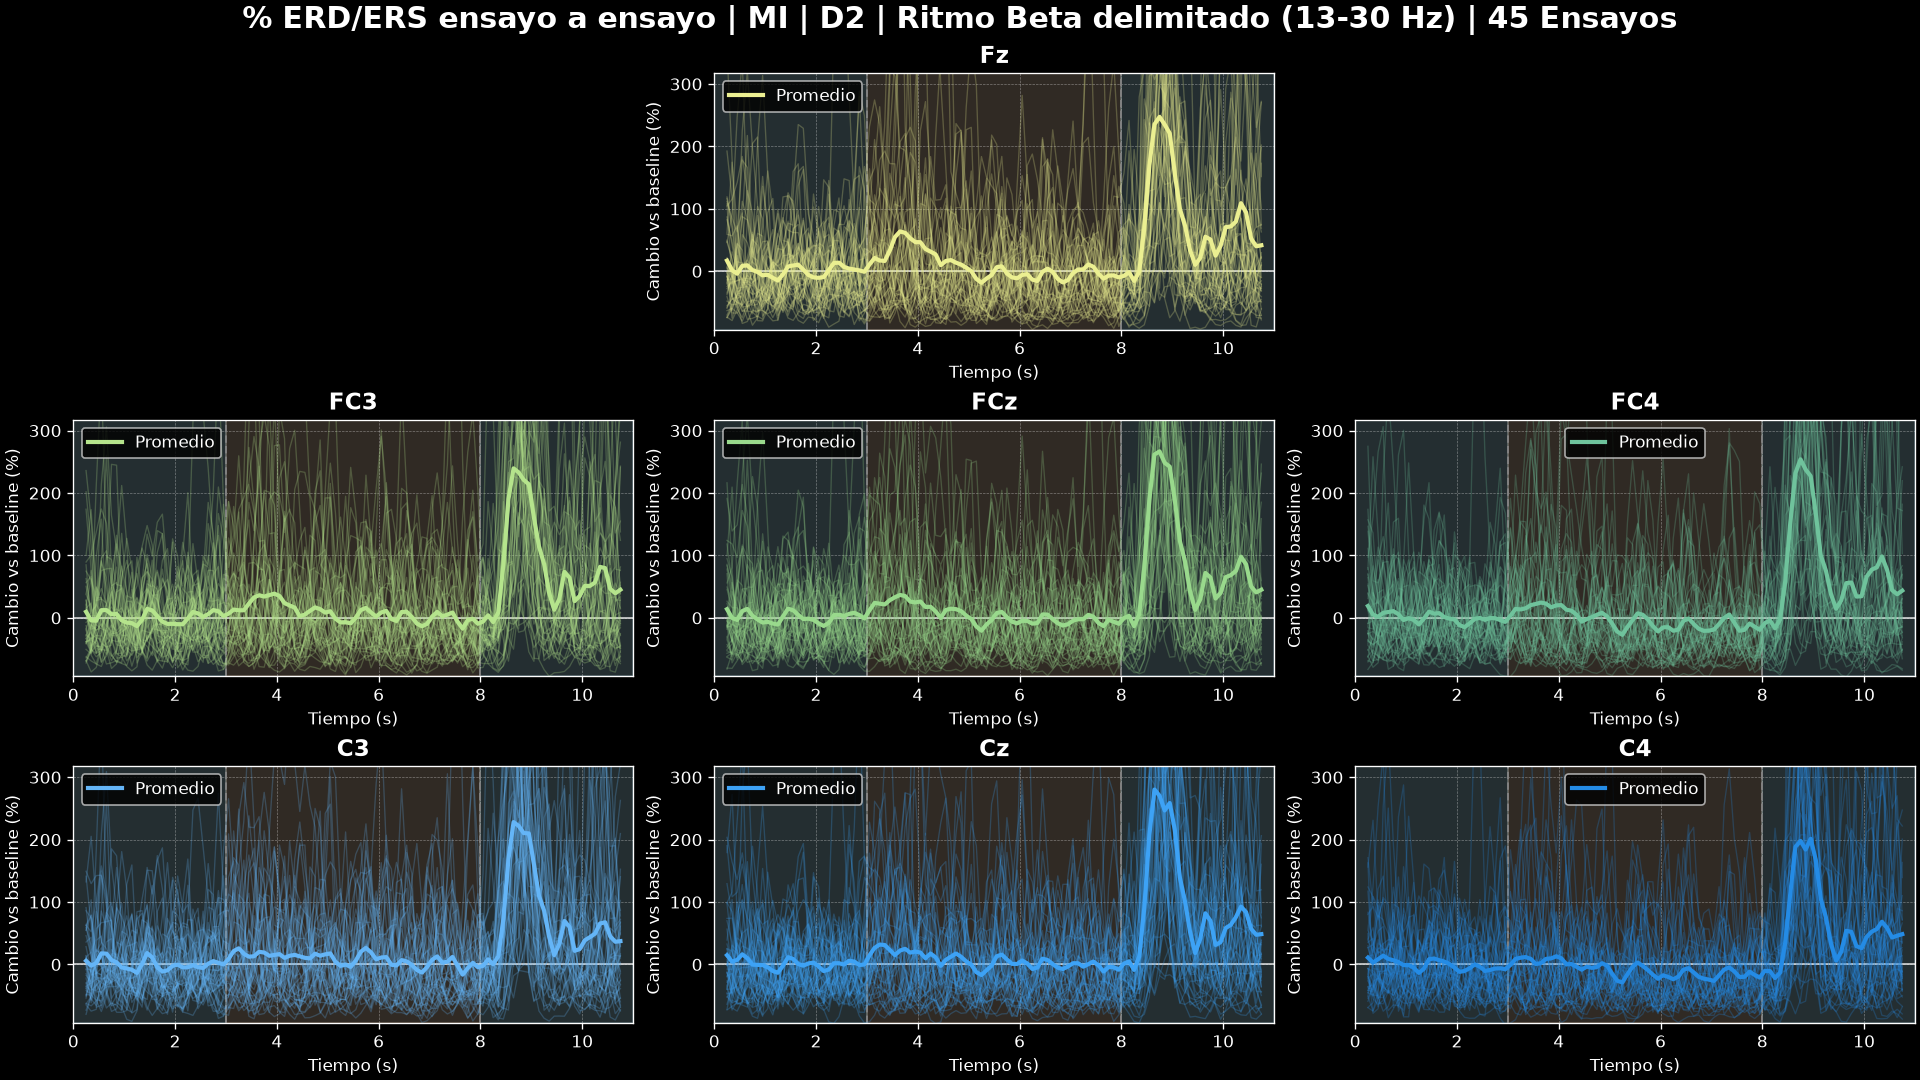 % ERD/ERS ensayo a ensayo | MI | D2 | Ritmo Beta delimitado (13-30 Hz) | 45 Ensayos
Fz
Promedio
Cambio vs baseline (%)
300
200
100
0
0 2 4 6 8 10
Tiempo (s)
FC3
Promedio
Cambio vs baseline (%)
300
200
100
0
0 2 4 6 8 10
Tiempo (s)
FCz
Promedio
Cambio vs baseline (%)
300
200
100
0
0 2 4 6 8 10
Tiempo (s)
FC4
Promedio
Cambio vs baseline (%)
300
200
100
0
0 2 4 6 8 10
Tiempo (s)
C3
Promedio
Cambio vs baseline (%)
300
200
100
0
0 2 4 6 8 10
Tiempo (s)
Cz
Promedio
Cambio vs baseline (%)
300
200
100
0
0 2 4 6 8 10
Tiempo (s)
C4
Promedio
Cambio vs baseline (%)
300
200
100
0
0 2 4 6 8 10
Tiempo (s)